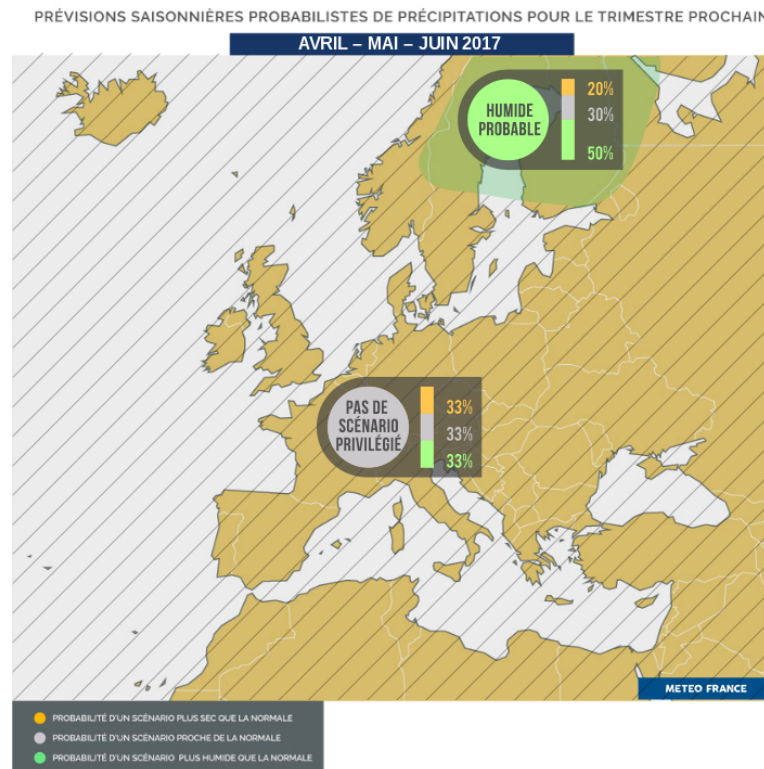 PRÉVISIONS SAISONNIÈRES PROBABILISTES DE PRÉCIPITATIONS POUR LE TRIMESTRE PROCHAIN
AVRIL – MAI – JUIN 2017
HUMIDE
PROBABLE
20%
30%
50%
PAS DE
SCÉNARIO
PRIVILÉGIÉ
33%
33%
33%
METEO FRANCE
PROBABILITÉ D'UN SCÉNARIO PLUS SEC QUE LA NORMALE
PROBABILITÉ D'UN SCÉNARIO PROCHE DE LA NORMALE
PROBABILITÉ D'UN SCÉNARIO PLUS HUMIDE QUE LA NORMALE